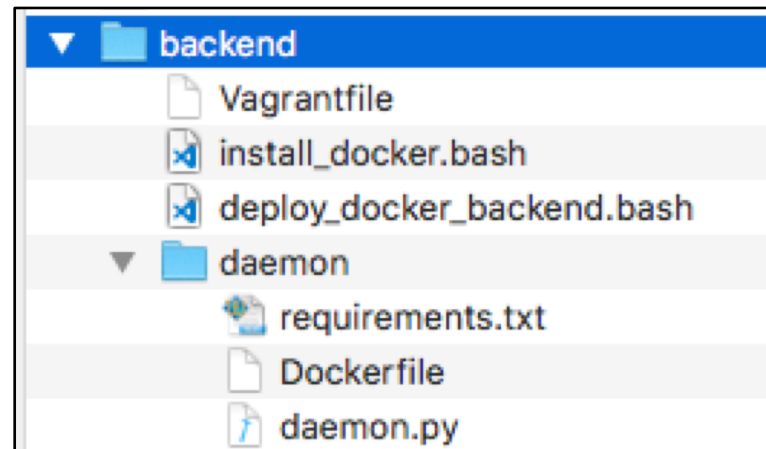 backend
Vagrantfile
install_docker.bash
deploy_docker_backend.bash
daemon
requirements.txt
Dockerfile
daemon.py